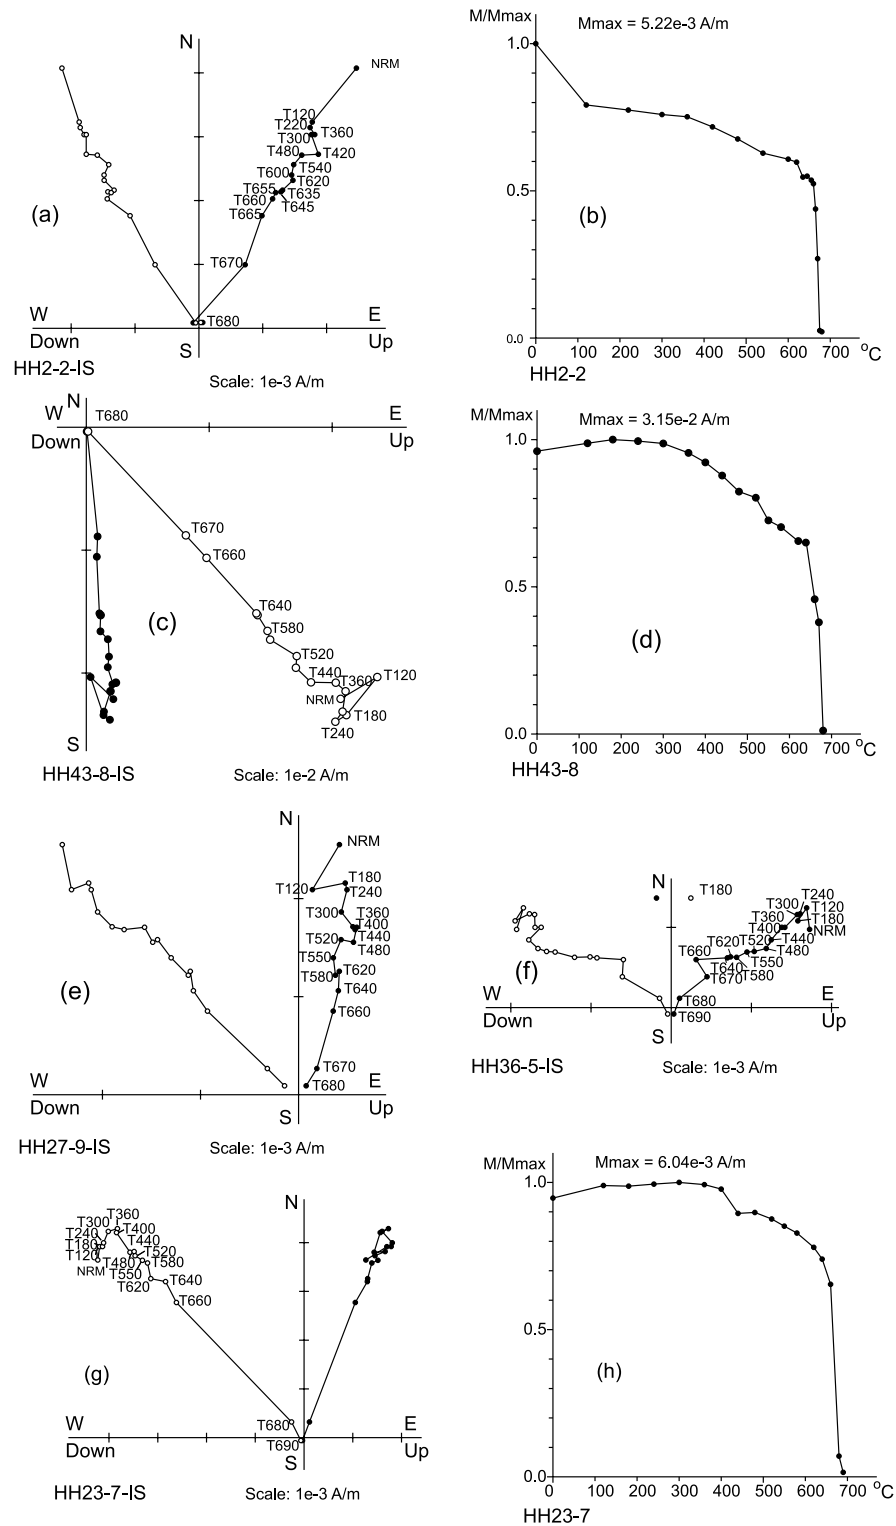 N
NRM
T120
T220
T300
T360
T480
T420
T540
T600
T620
T655
T635
T660
T645
T665
(a)
T670
W
E
T680
Down
S
Up
HH2-2-IS
Scale: 1e-3 A/m
M/Mmax
Mmax = 5.22e-3 A/m
1.0
0.5
(b)
0.0
0 100 200 300 400 500 600 700 °C
HH2-2
N
W
T680
E
Down
Up
T670
T660
T640
(c)
T580
T520
T440
T360
T120
NRM
T180
T240
S
HH43-8-IS
Scale: 1e-2 A/m
M/Mmax
Mmax = 3.15e-2 A/m
1.0
0.5
(d)
0.0
0 100 200 300 400 500 600 700 °C
HH43-8
N
NRM
T180
T120
T240
T300
T360
T400
T440
T520
T480
T550
T620
T580
(e)
T640
T660
T670
W
E
T680
Down
S
Up
HH27-9-IS
Scale: 1e-3 A/m
N
T180
T240
T300
T120
T360
T180
T400
NRM
T440
T620
T520
T480
T660
T550
T640
T580
(f)
T670
W
T680
E
Down
T690
Up
S
HH36-5-IS
Scale: 1e-3 A/m
N
T360
T300
T400
T240
T440
T180
T520
T120
T480
T580
NRM
T550
T640
T620
T660
(g)
W
T680
E
Down
T690
Up
S
HH23-7-IS
Scale: 1e-3 A/m
M/Mmax
Mmax = 6.04e-3 A/m
1.0
0.5
(h)
0.0
0 100 200 300 400 500 600 700 °C
HH23-7